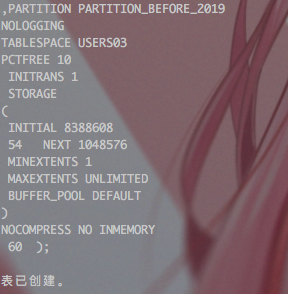 ,PARTITION PARTITION_BEFORE_2019
NOLOGGING
TABLESPACE USERS03
PCTFREE 10
INITRANS 1
STORAGE
(
INITIAL 8388608
54   NEXT 1048576
MINEXTENTS 1
MAXEXTENTS UNLIMITED
BUFFER_POOL DEFAULT
)
NOCOMPRESS NO INMEMORY
60  );
表已创建。